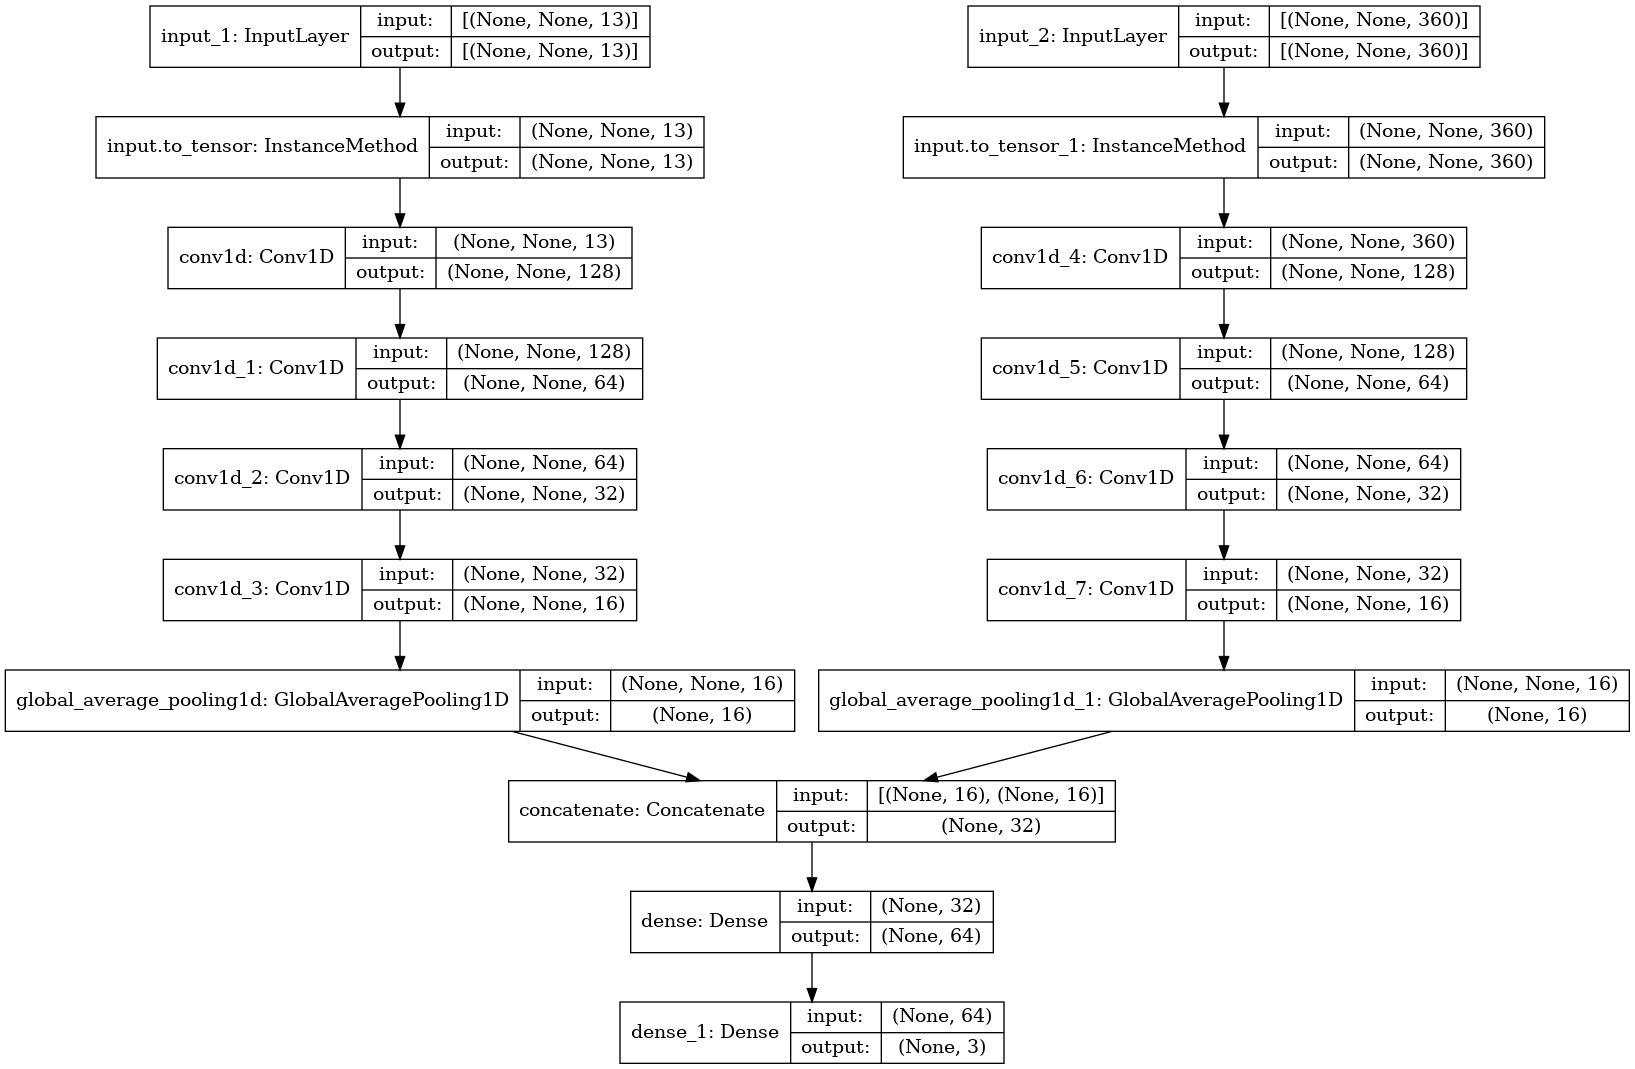 input_1: InputLayer
input: [(None, None, 13)]
output: [(None, None, 13)]
input_2: InputLayer
input: [(None, None, 360)]
output: [(None, None, 360)]
input.to_tensor: InstanceMethod
input: (None, None, 13)
output: (None, None, 13)
input.to_tensor_1: InstanceMethod
input: (None, None, 360)
output: (None, None, 360)
conv1d: Conv1D
input: (None, None, 13)
output: (None, None, 128)
conv1d_4: Conv1D
input: (None, None, 360)
output: (None, None, 128)
conv1d_1: Conv1D
input: (None, None, 128)
output: (None, None, 64)
conv1d_5: Conv1D
input: (None, None, 128)
output: (None, None, 64)
conv1d_2: Conv1D
input: (None, None, 64)
output: (None, None, 32)
conv1d_6: Conv1D
input: (None, None, 64)
output: (None, None, 32)
conv1d_3: Conv1D
input: (None, None, 32)
output: (None, None, 16)
conv1d_7: Conv1D
input: (None, None, 32)
output: (None, None, 16)
global_average_pooling1d: GlobalAveragePooling1D
input: (None, None, 16)
output: (None, 16)
global_average_pooling1d_1: GlobalAveragePooling1D
input: (None, None, 16)
output: (None, 16)
concatenate: Concatenate
input: [(None, 16), (None, 16)]
output: (None, 32)
dense: Dense
input: (None, 32)
output: (None, 64)
dense_1: Dense
input: (None, 64)
output: (None, 3)